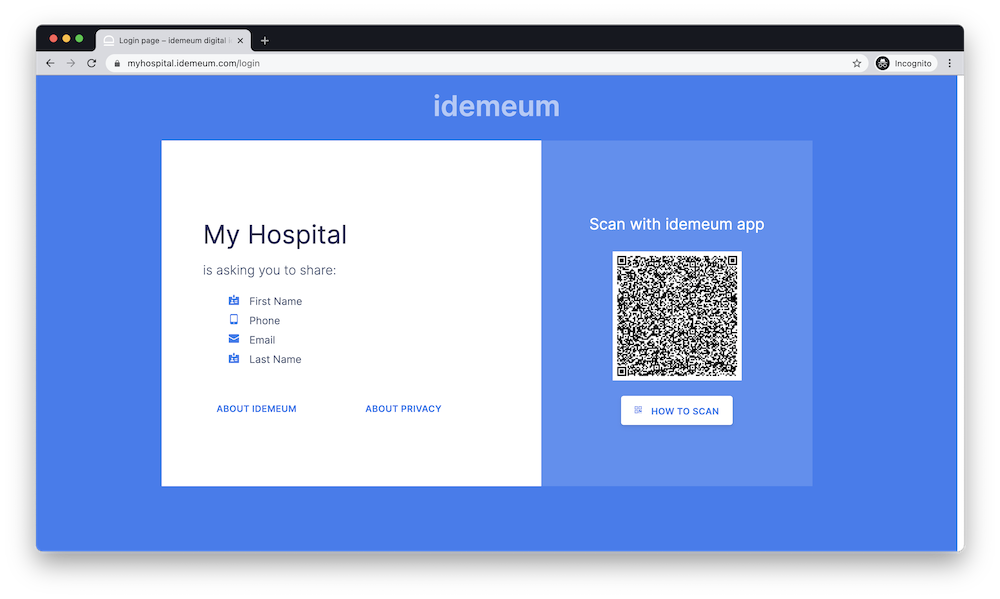 Login page – idemeum digital
myhospital.idemeum.com/login
Incognito
idemeum
My Hospital
is asking you to share:
First Name
Phone
Email
Last Name
ABOUT IDEMEUM ABOUT PRIVACY
Scan with idemeum app
HOW TO SCAN